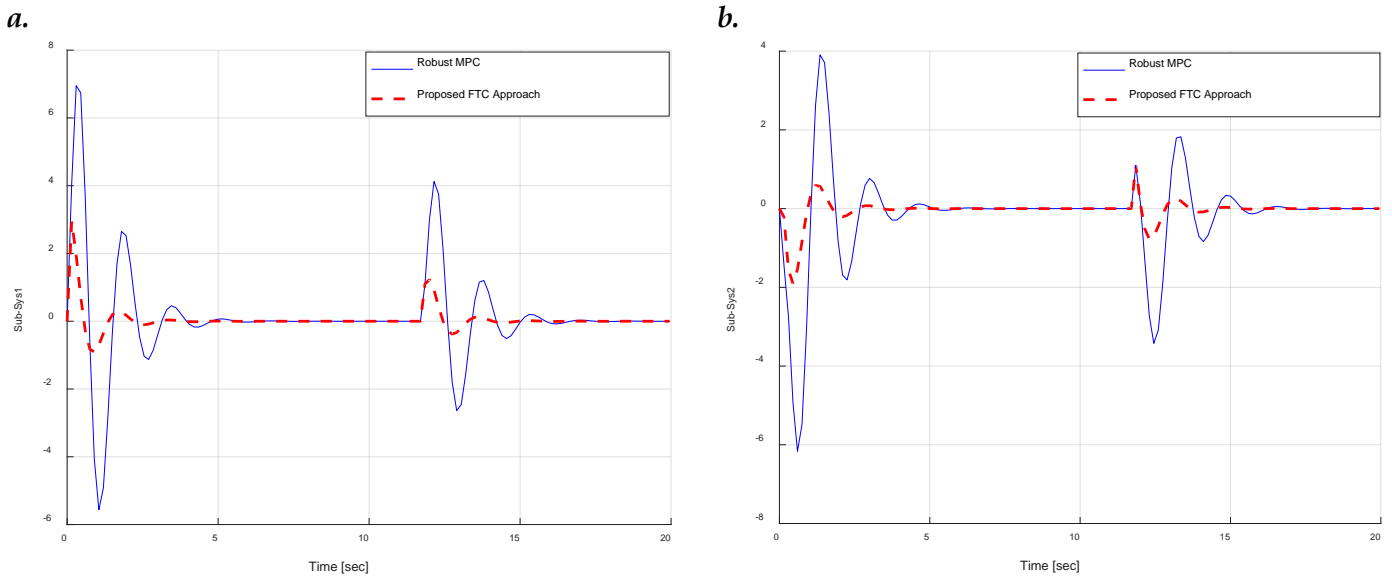 a.
8
6
4
2
0
-2
-4
-6
Sub-Sys1
0
5
10
15
20
Time [sec]
Robust MPC
Proposed FTC Approach
b.
4
2
0
-2
-4
-6
-8
Sub-Sys2
0
5
10
15
20
Time [sec]
Robust MPC
Proposed FTC Approach